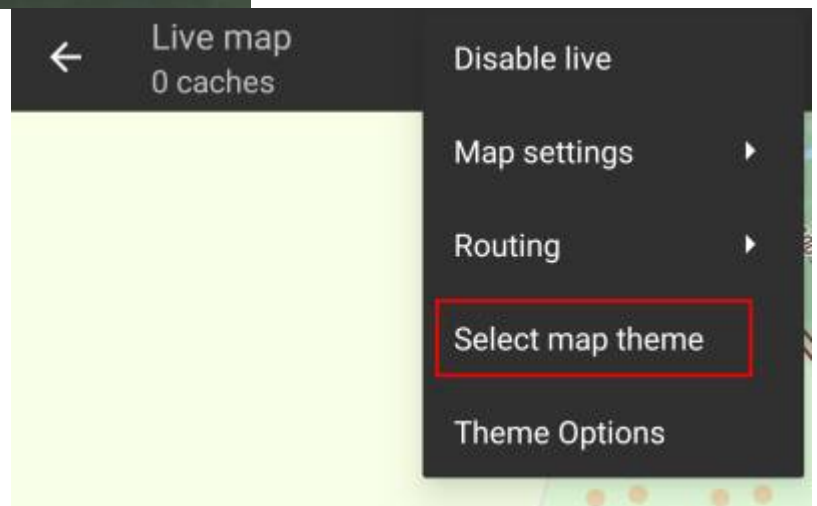 Live map
0 caches
Disable live
Map settings
Routing
Select map theme
Theme Options